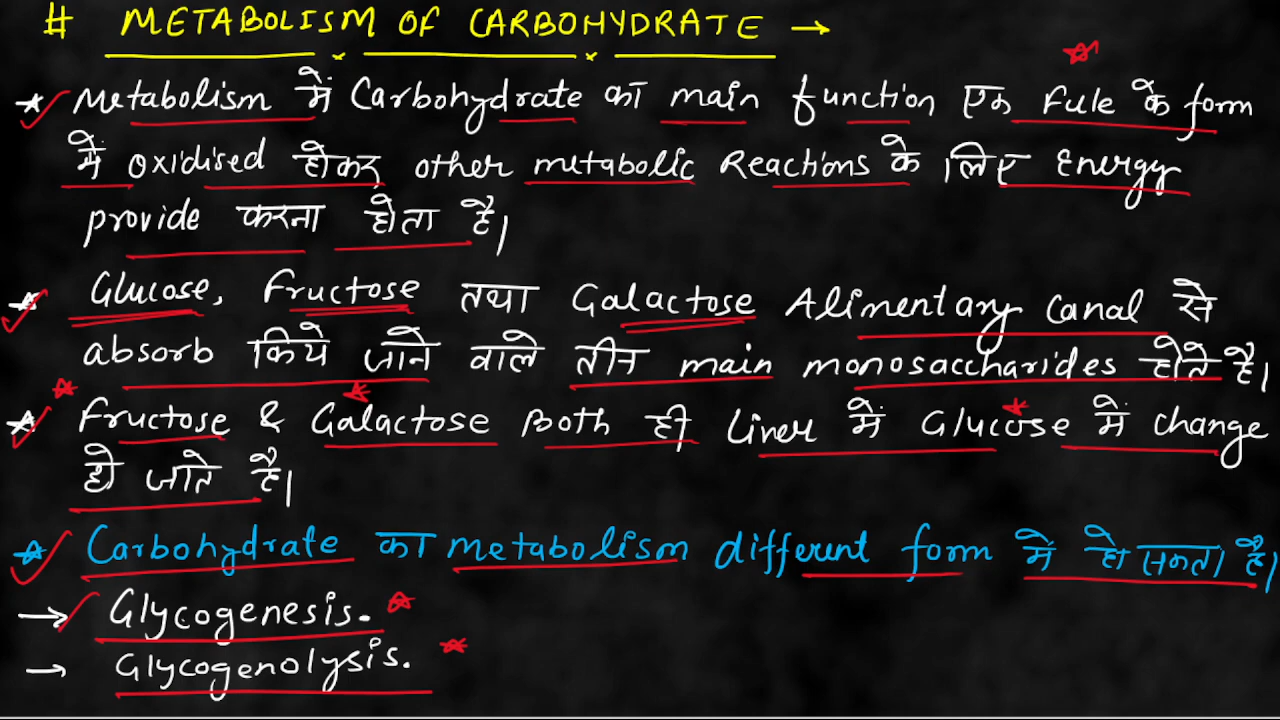 # METABOLISM OF CARBOHYDRATE →
☆ Metabolism में Carbohydrate का main function एक Fule के form
में oxidised होकर other metabolic Reactions के लिए Energy
provide करना होता है।
☆ Glucose, Fructose तथा Galactose Alimentary Canal से
absorb किये जाने वाले तीन main monosaccharides होते है।
☆ Fructose & Galactose Both ही Liver में Glucose में change
हो जाते है।
☆ Carbohydrate का metabolism different form में हो सकता है।
→ Glycogenesis.
→ Glycogenolysis.